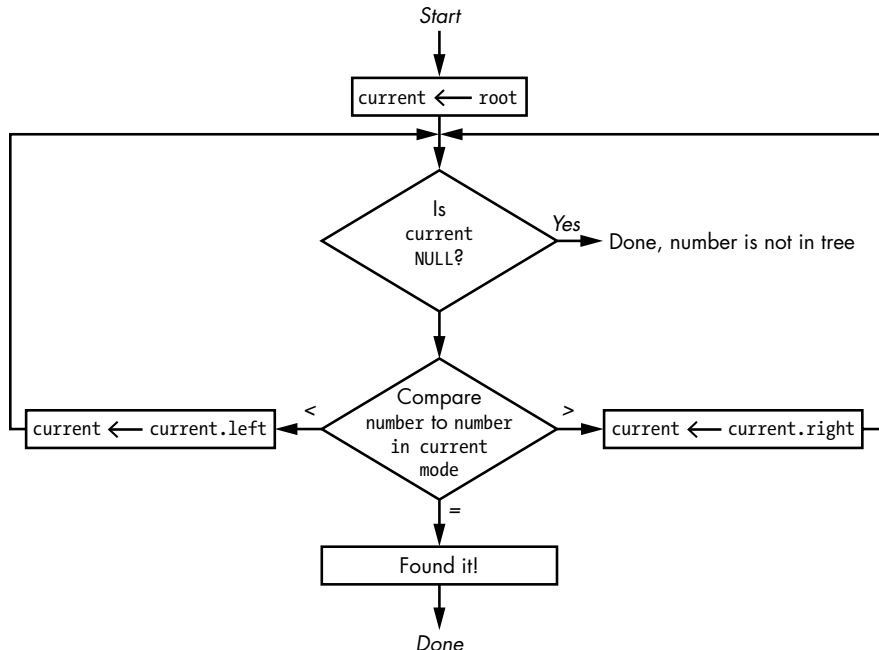 Start
current ← root
Is
current
NULL?
Yes
Done, number is not in tree
<
Compare
number to number
in current
mode
>
current ← current.left
current ← current.right
=
Found it!
Done